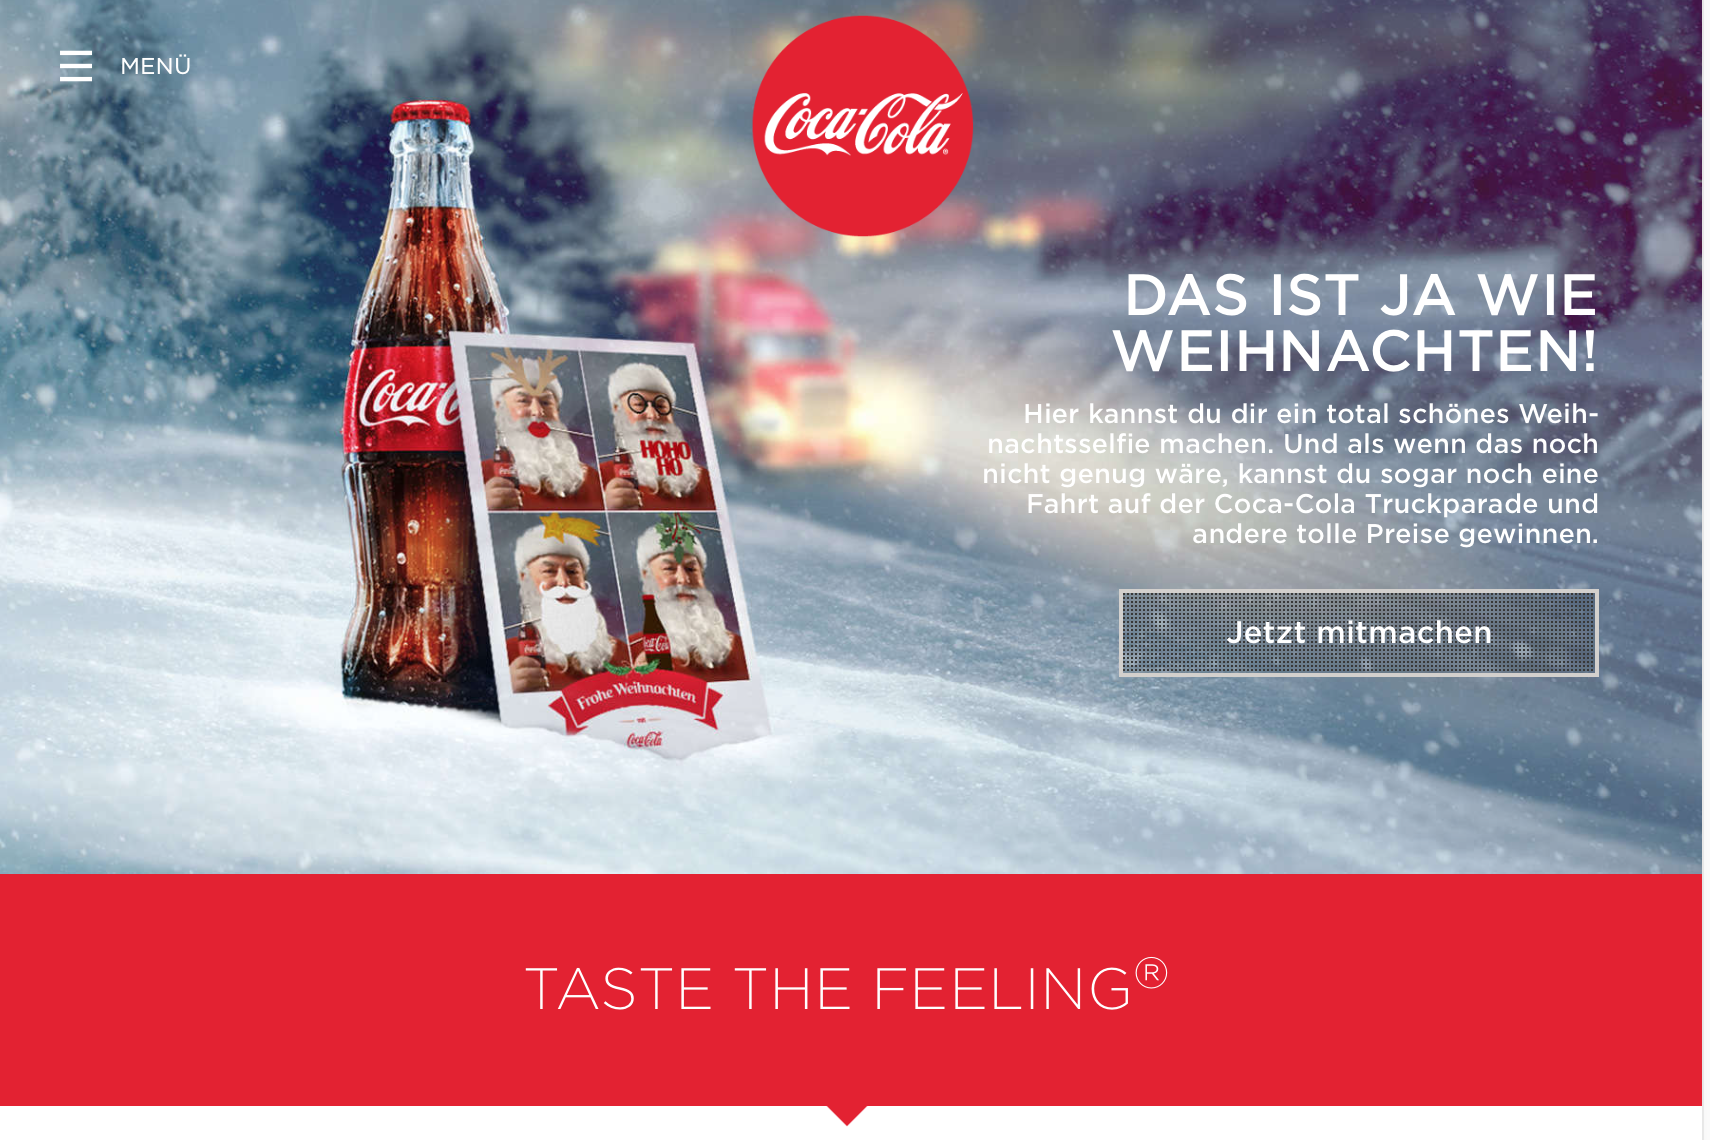 MENÜ
Coca-Cola
DAS IST JA WIE
WEIHNACHTEN!
Hier kannst du dir ein total schönes Weih-
nachtsselfie machen. Und als wenn das noch
nicht genug wäre, kannst du sogar noch eine
Fahrt auf der Coca-Cola Truckparade und
andere tolle Preise gewinnen.
Jetzt mitmachen
Coca-C
HOHO
HO
Coca-Cola
Frohe Weihnachten
Coca-Cola
TASTE THE FEELING®